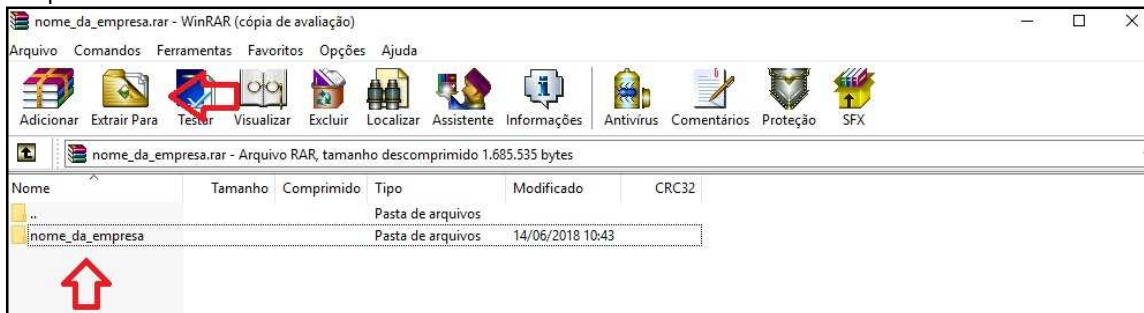 nome_da_empresa.rar - WinRAR (cópia de avaliação)
Arquivo Comandos Ferramentas Favoritos Opções Ajuda
Adicionar Extrair Para Testar Visualizar Excluir Localizar Assistente Informações Antivírus Comentários Proteção SFX
nome_da_empresa.rar - Arquivo RAR, tamanho descomprimido 1.685.535 bytes
Nome Tamanho Comprimido Tipo Modificado CRC32
.. Pasta de arquivos
nome_da_empresa Pasta de arquivos 14/06/2018 10:43